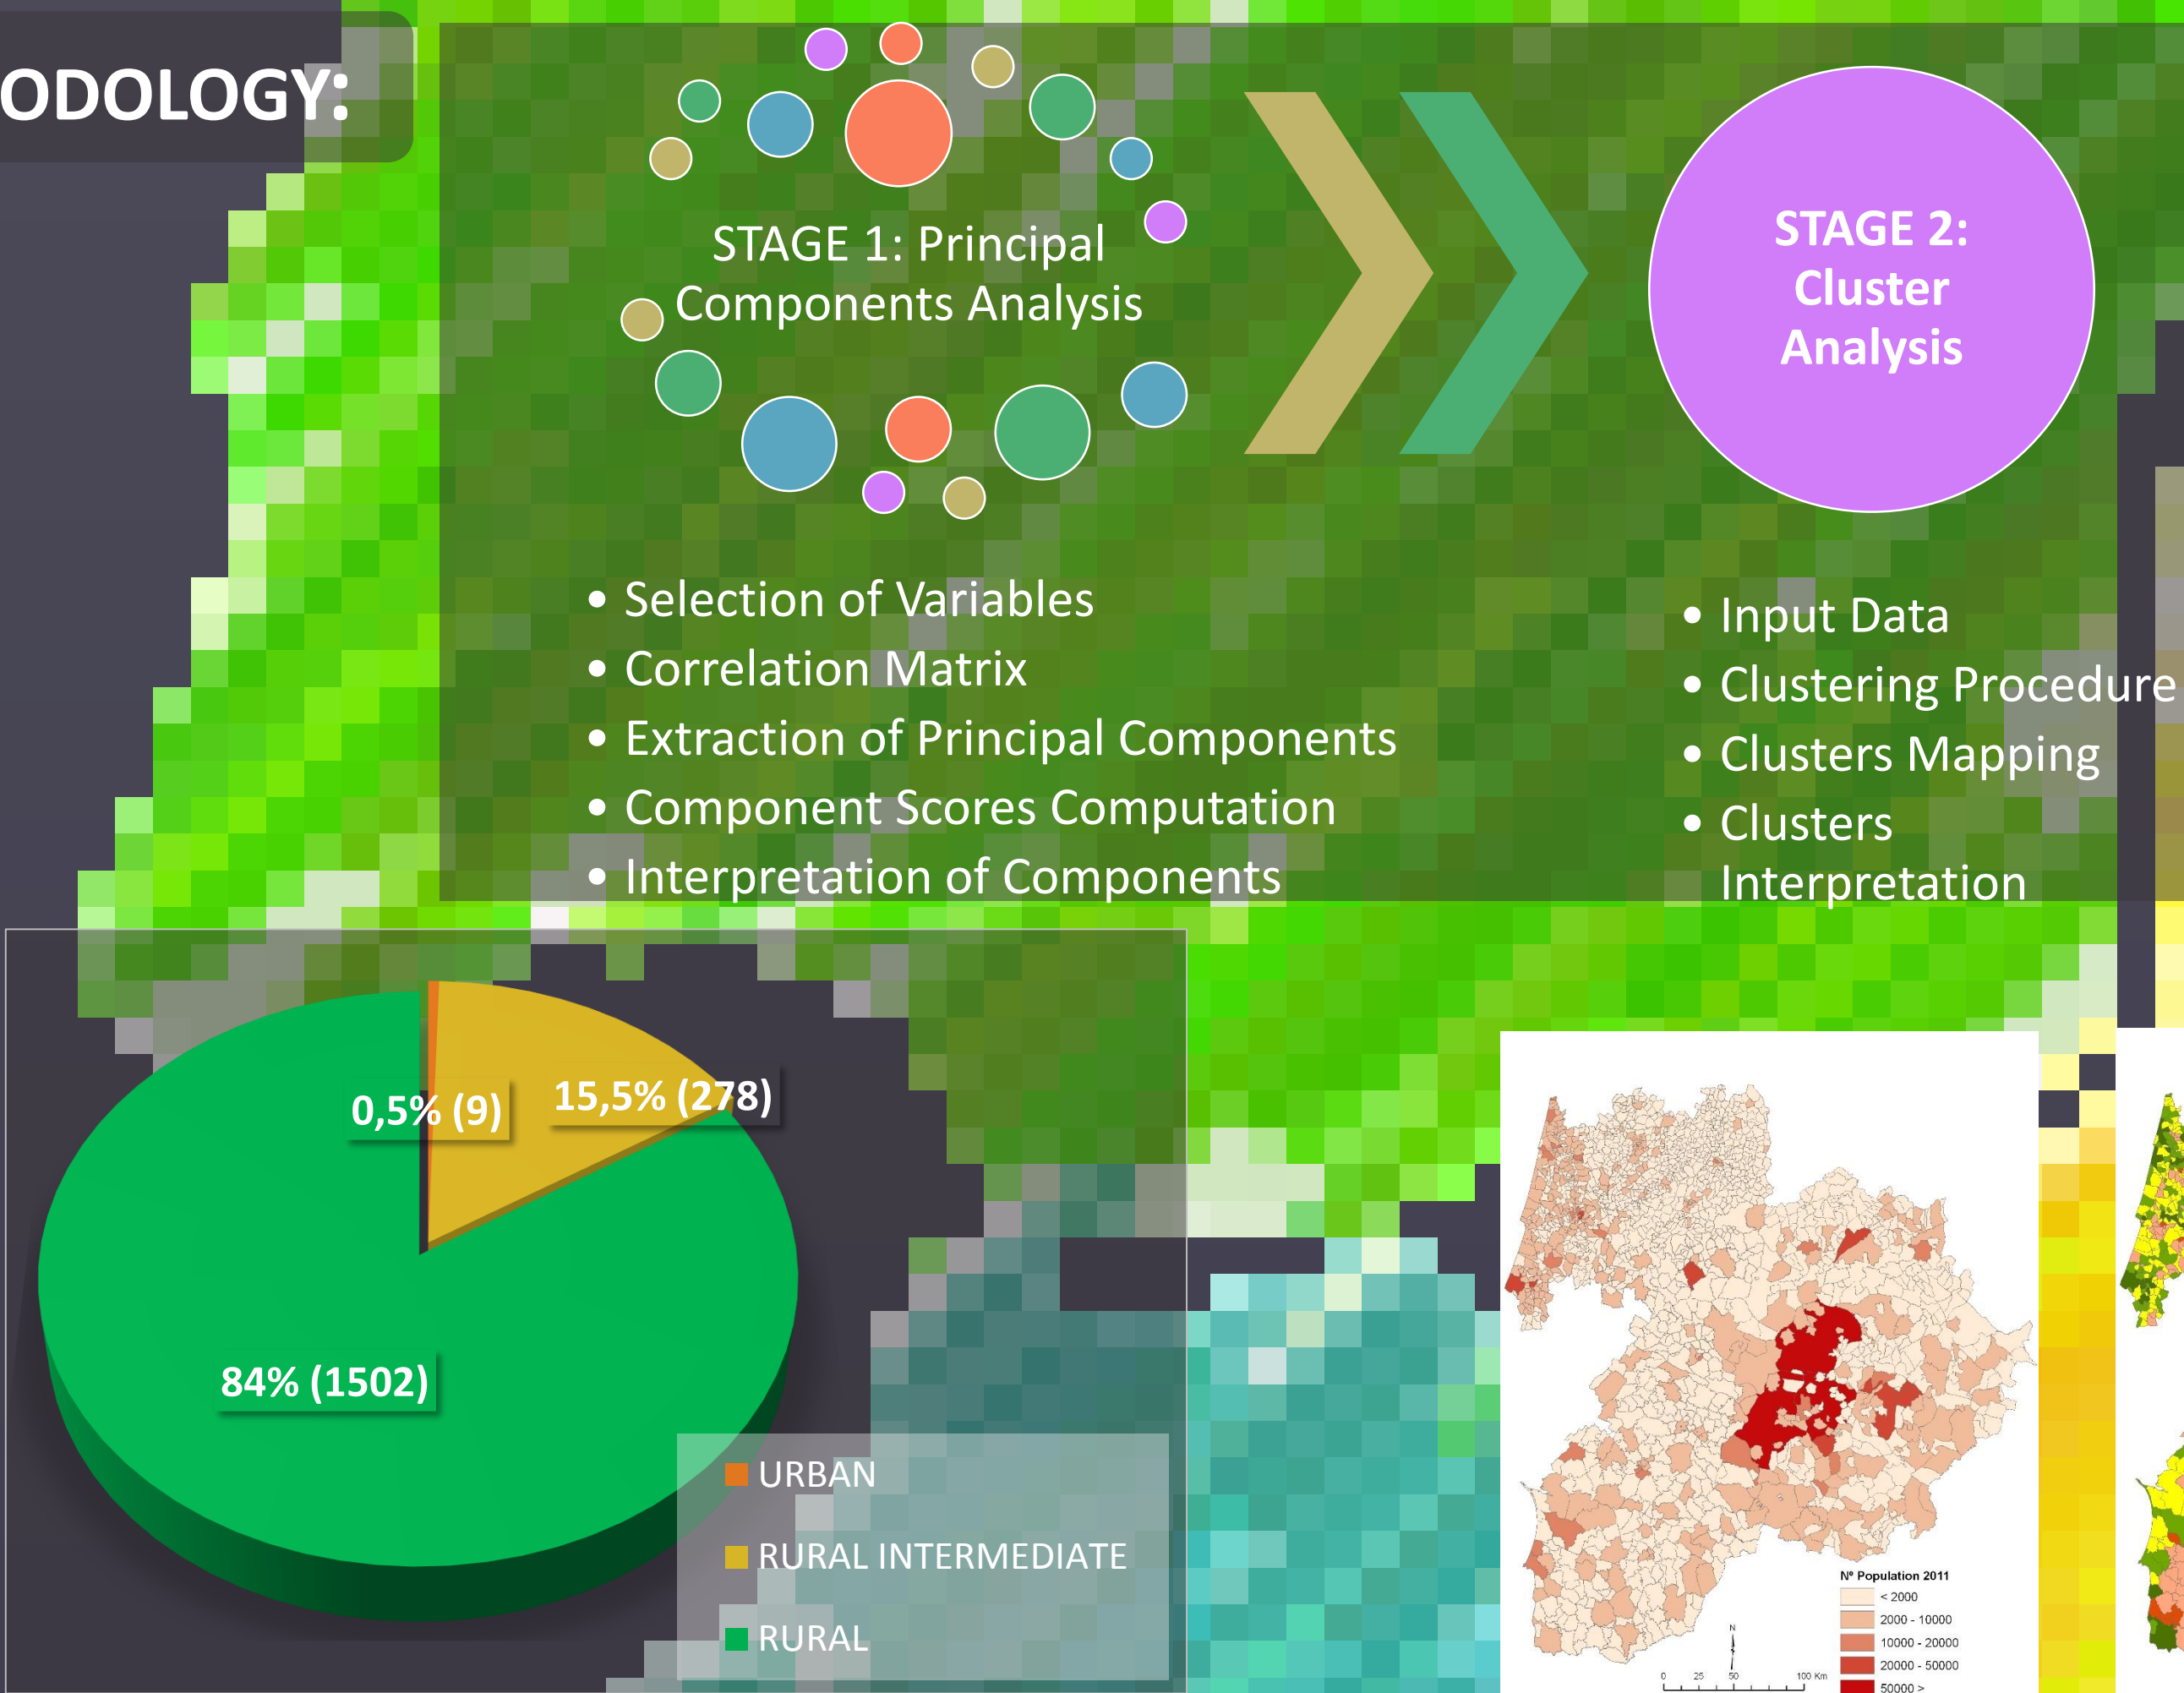 ODOLOGY:
STAGE 1: Principal
Components Analysis
STAGE 2:
Cluster
Analysis
• Selection of Variables
• Correlation Matrix
• Extraction of Principal Components
• Component Scores Computation
• Interpretation of Components
• Input Data
• Clustering Procedure
• Clusters Mapping
• Clusters
Interpretation
0,5% (9)
15,5% (278)
84% (1502)
URBAN
RURAL INTERMEDIATE
RURAL
Nº Population 2011
< 2000
2000 - 10000
10000 - 20000
20000 - 50000
50000 >
N
0 25 50 100 Km